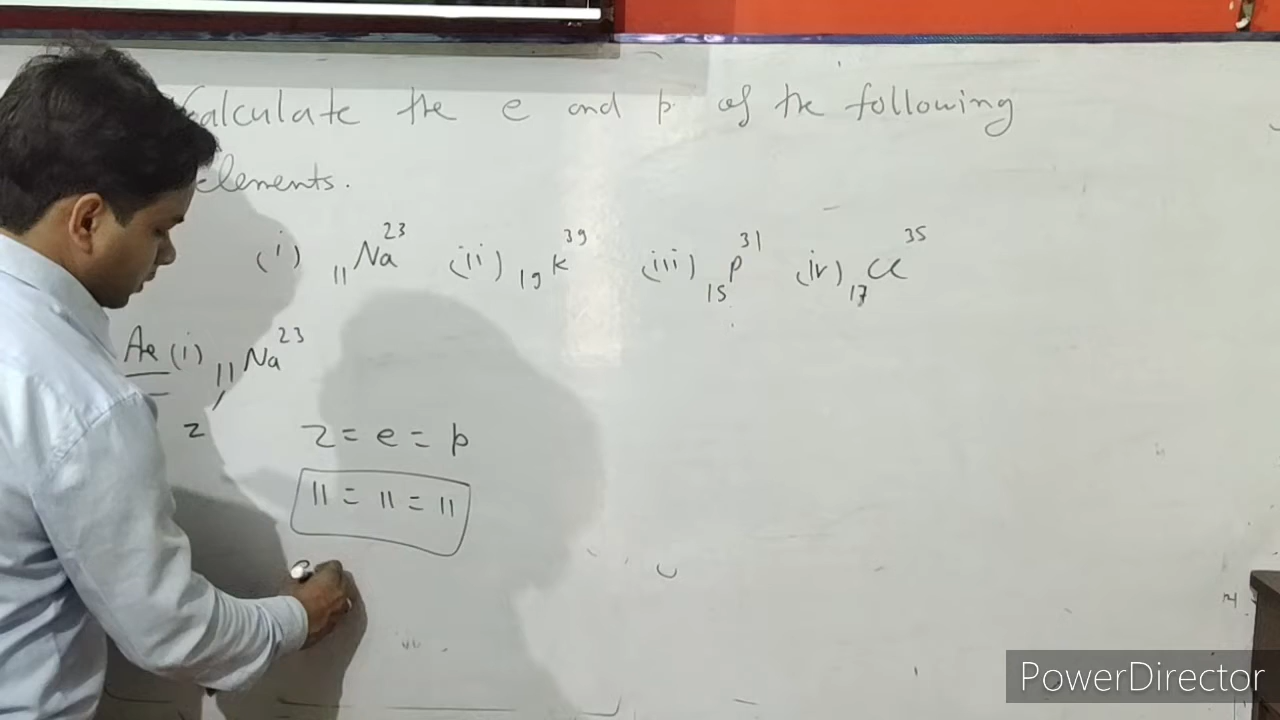 Calculate the e and p of the following
elements.
(i) ₁₁Na²³ (ii) ₁₉K³⁹ (iii) ₁₅P³¹ (iv) ₁₇Cl³⁵
(i) ₁₁Na²³
z
z = e = p
11 = 11 = 11
PowerDirector